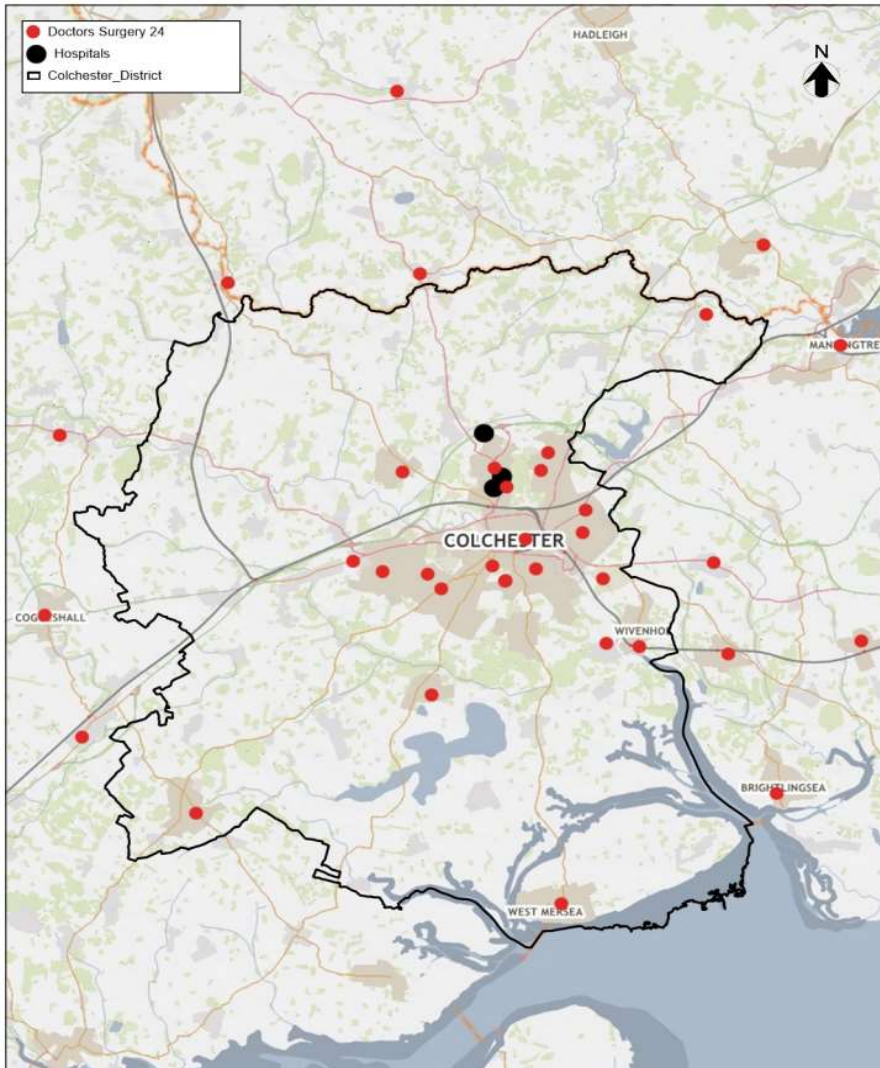 Doctors Surgery 24
Hospitals
Colchester_District
HADLEIGH
N
MANNINGTRE
COLCHESTER
COGGESHALL
WIVENHOE
BRIGHTLINGSEA
WEST MERSEA